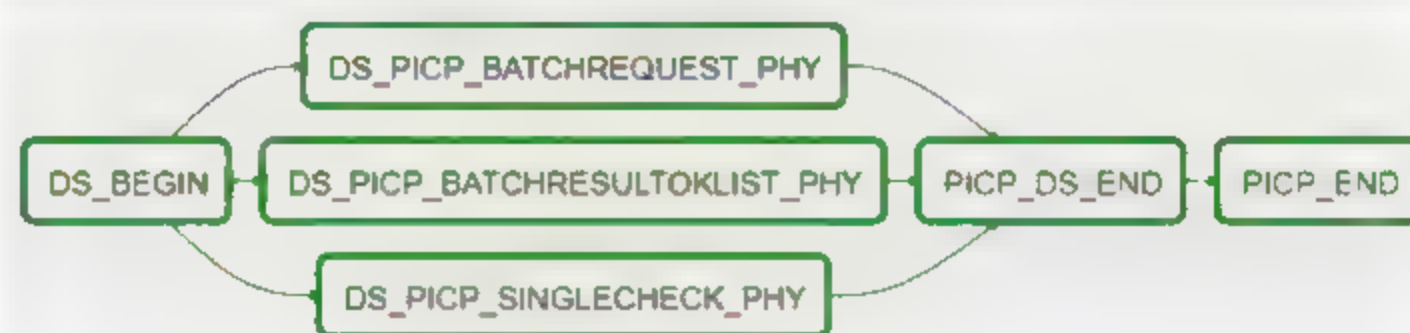 DS_PICP_BATCHREQUEST_PHY
DS_BEGIN
DS_PICP_BATCHRESULTOKLIST_PHY
PICP_DS_END
PICP_END
DS_PICP_SINGLECHECK_PHY